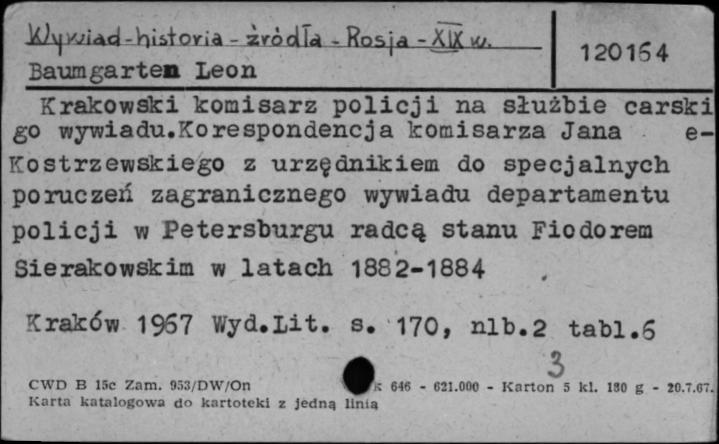 Wywiad - historia - źródła - Rosja - XIX w.
120164
Baumgarten Leon
Krakowski komisarz policji na służbie carski
go wywiadu.Korespondencja komisarza Jana e-
Kostrzewskiego z urzędnikiem do specjalnych
poruczeń zagranicznego wywiadu departamentu
policji w Petersburgu radcą stanu Fiodorem
Sierakowskim w latach 1882-1884
Kraków 1967 Wyd.Lit. s. 170, nlb.2 tabl.6
3
CWD B 15c Zam. 953/DW/On k 646 - 621.000 - Karton 5 kl. 180 g - 20.7.67.
Karta katalogowa do kartoteki z jedną linią